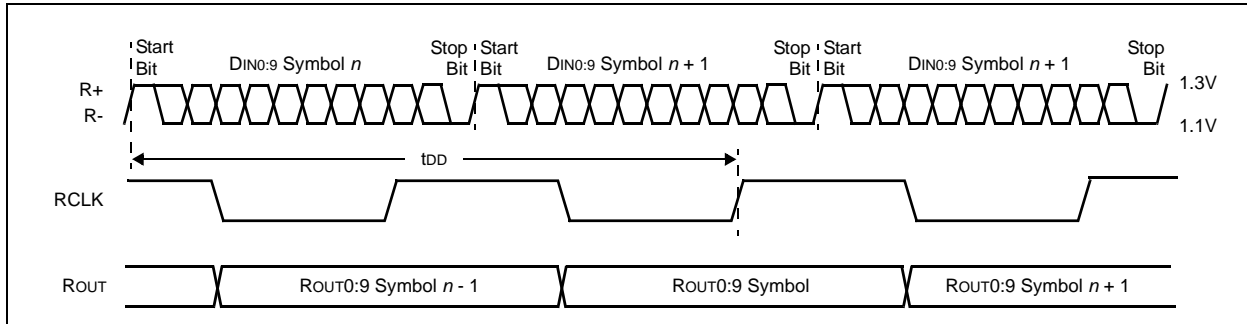 Start Bit DIN0:9 Symbol n Stop Bit Start Bit DIN0:9 Symbol n + 1 Stop Bit Start Bit DIN0:9 Symbol n + 1 Stop Bit
R+ 1.3V
R- 1.1V
tDD
RCLK
ROUT ROUT0:9 Symbol n - 1 ROUT0:9 Symbol ROUT0:9 Symbol n + 1